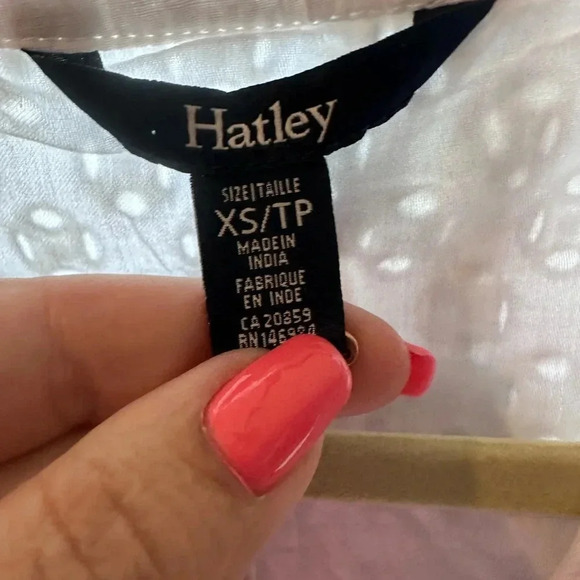 Hatley
SIZE|TAILLE
XS/TP
MADE IN
INDIA
FABRIQUE
EN INDE
CA 20859